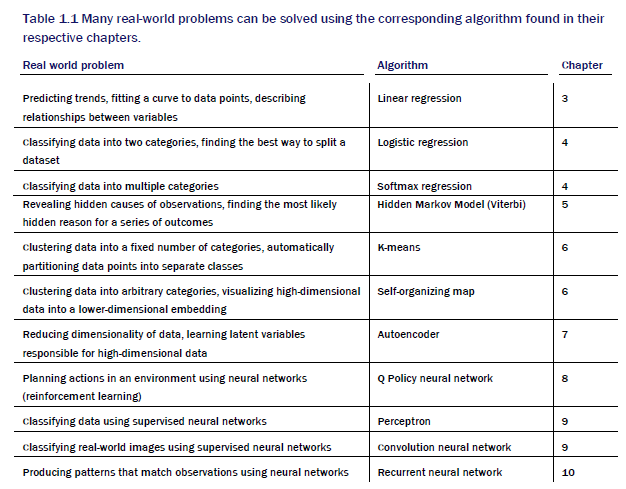 Table 1.1 Many real-world problems can be solved using the corresponding algorithm found in their
respective chapters.
Real world problem Algorithm Chapter
Predicting trends, fitting a curve to data points, describing Linear regression 3
relationships between variables
Classifying data into two categories, finding the best way to split a Logistic regression 4
dataset
Classifying data into multiple categories Softmax regression 4
Revealing hidden causes of observations, finding the most likely Hidden Markov Model (Viterbi) 5
hidden reason for a series of outcomes
Clustering data into a fixed number of categories, automatically K-means 6
partitioning data points into separate classes
Clustering data into arbitrary categories, visualizing high-dimensional Self-organizing map 6
data into a lower-dimensional embedding
Reducing dimensionality of data, learning latent variables Autoencoder 7
responsible for high-dimensional data
Planning actions in an environment using neural networks Q Policy neural network 8
(reinforcement learning)
Classifying data using supervised neural networks Perceptron 9
Classifying real-world images using supervised neural networks Convolution neural network 9
Producing patterns that match observations using neural networks Recurrent neural network 10